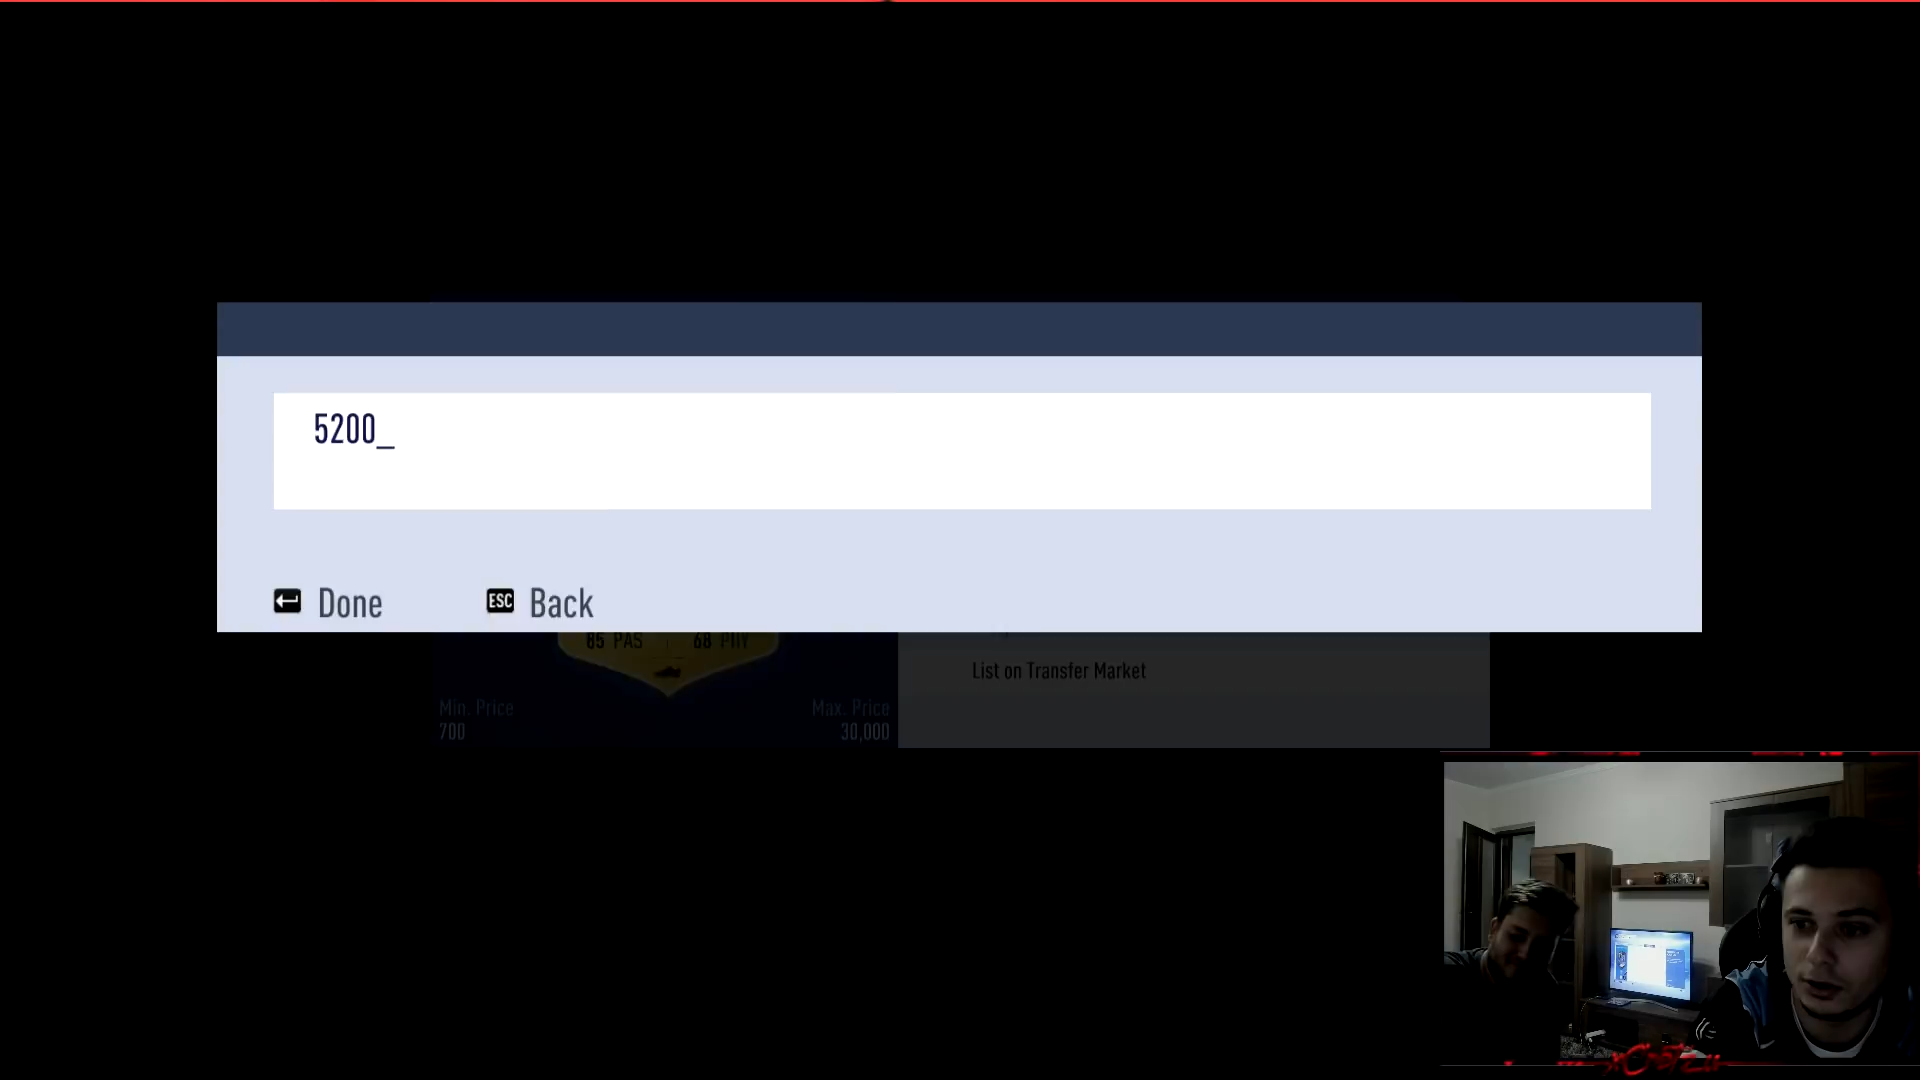 5200_
Done
ESC Back
85 PAS 68 PHY
List on Transfer Market
Min. Price
Max. Price
700
30,000